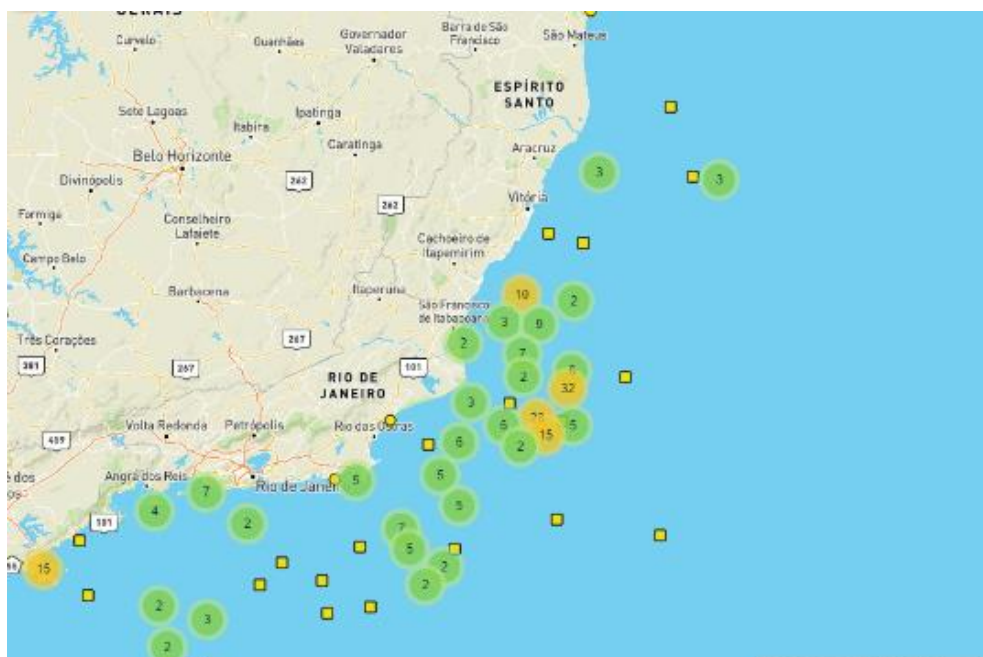 GERAIS
Curvelo
Guanhães
Governador
Valadares
Barra de São
Francisco
São Mateus
ESPÍRITO
SANTO
Sete Lagoas
Ipatinga
Itabira
Caratinga
Aracruz
Belo Horizonte
262
3
3
Divinópolis
262
Vitória
Formiga
Conselheiro
Lafaiete
Cachoeiro de
Itapemirim
Campo Belo
Barbacena
Itaperuna
10
2
São Francisco
de Itabapoana
3
9
Três Corações
267
2
7
381
267
101
2
32
RIO DE
JANEIRO
3
Volta Redonda
Petrópolis
Rio das Ostras
6
5
15
459
6
2
Angra dos Reis
Rio de Janei
5
5
7
4
101
2
5
5
15
2
2
2
3
2